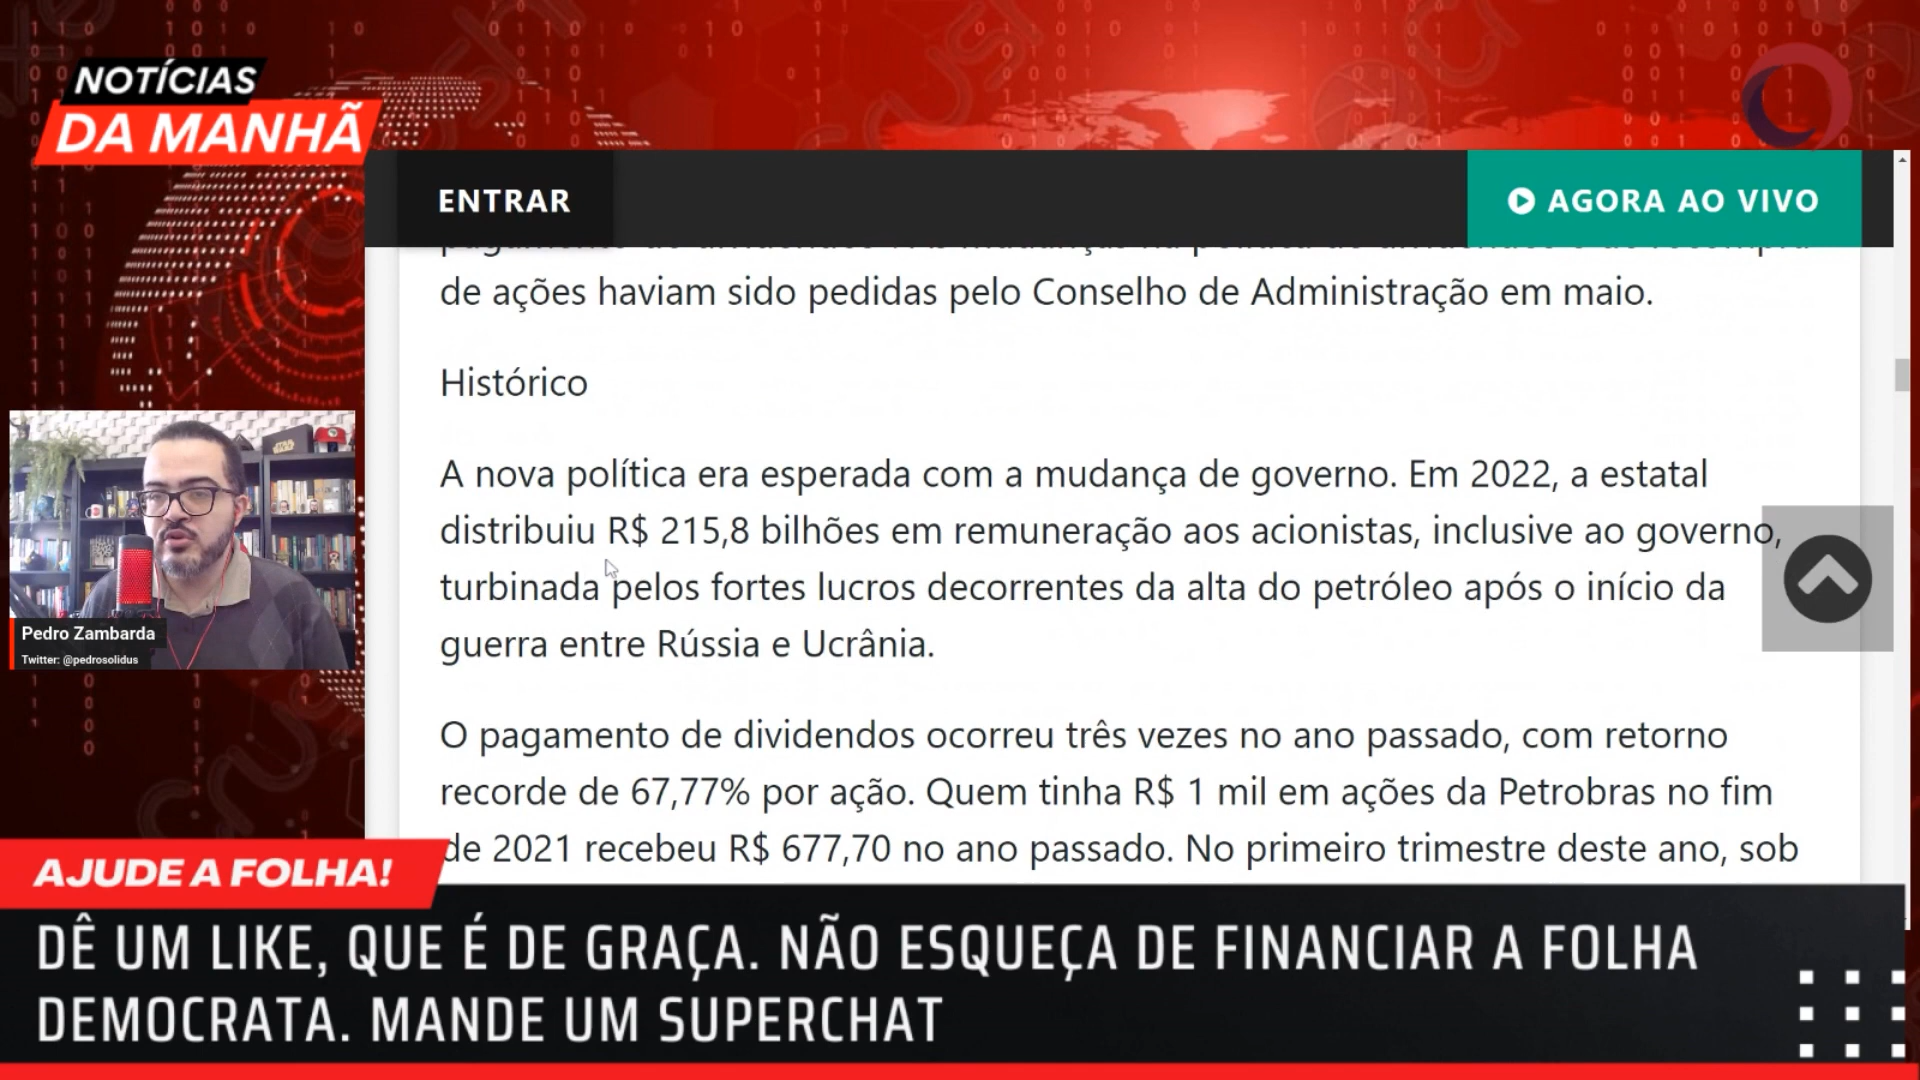 NOTÍCIAS
DA MANHÃ
ENTRAR
AGORA AO VIVO
de ações haviam sido pedidas pelo Conselho de Administração em maio.
Histórico
A nova política era esperada com a mudança de governo. Em 2022, a estatal
distribuiu R$ 215,8 bilhões em remuneração aos acionistas, inclusive ao governo,
turbinada pelos fortes lucros decorrentes da alta do petróleo após o início da
guerra entre Rússia e Ucrânia.
O pagamento de dividendos ocorreu três vezes no ano passado, com retorno
recorde de 67,77% por ação. Quem tinha R$ 1 mil em ações da Petrobras no fim
de 2021 recebeu R$ 677,70 no ano passado. No primeiro trimestre deste ano, sob
Pedro Zambarda
Twitter: @pedrosolidus
AJUDE A FOLHA!
DÊ UM LIKE, QUE É DE GRAÇA. NÃO ESQUEÇA DE FINANCIAR A FOLHA
DEMOCRATA. MANDE UM SUPERCHAT